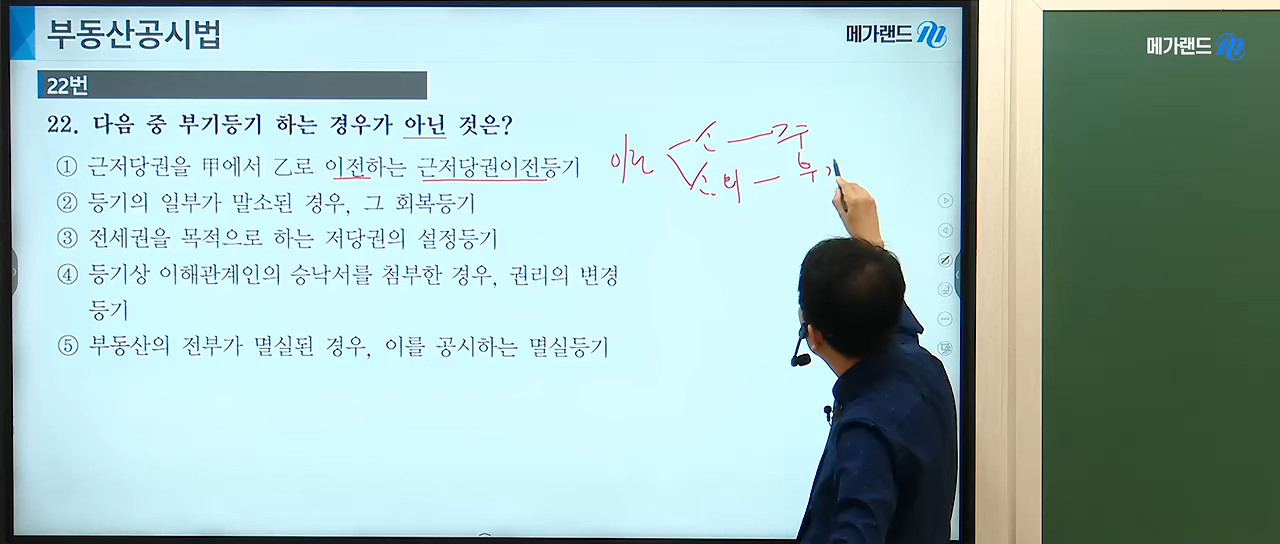 부동산공시법
메가랜드
메가랜드
22번
22. 다음 중 부기등기 하는 경우가 아닌 것은?
① 근저당권을 甲에서 乙로 이전하는 근저당권이전등기
② 등기의 일부가 말소된 경우, 그 회복등기
③ 전세권을 목적으로 하는 저당권의 설정등기
④ 등기상 이해관계인의 승낙서를 첨부한 경우, 권리의 변경
등기
⑤ 부동산의 전부가 멸실된 경우, 이를 공시하는 멸실등기
소 — 주